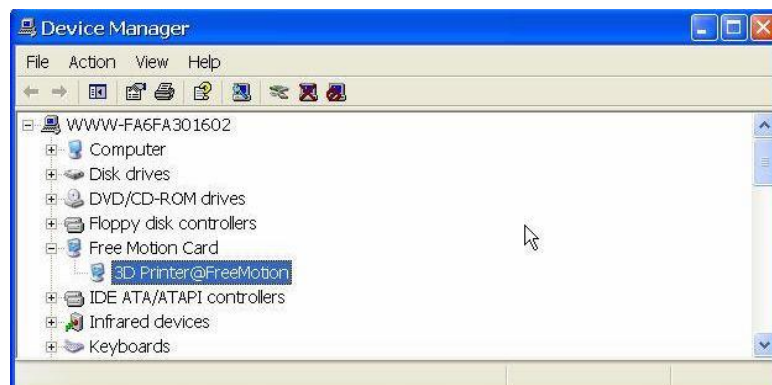 Device Manager
File Action View Help
WWW-FA6FA301602
Computer
Disk drives
DVD/CD-ROM drives
Floppy disk controllers
Free Motion Card
3D Printer@FreeMotion
IDE ATA/ATAPI controllers
Infrared devices
Keyboards